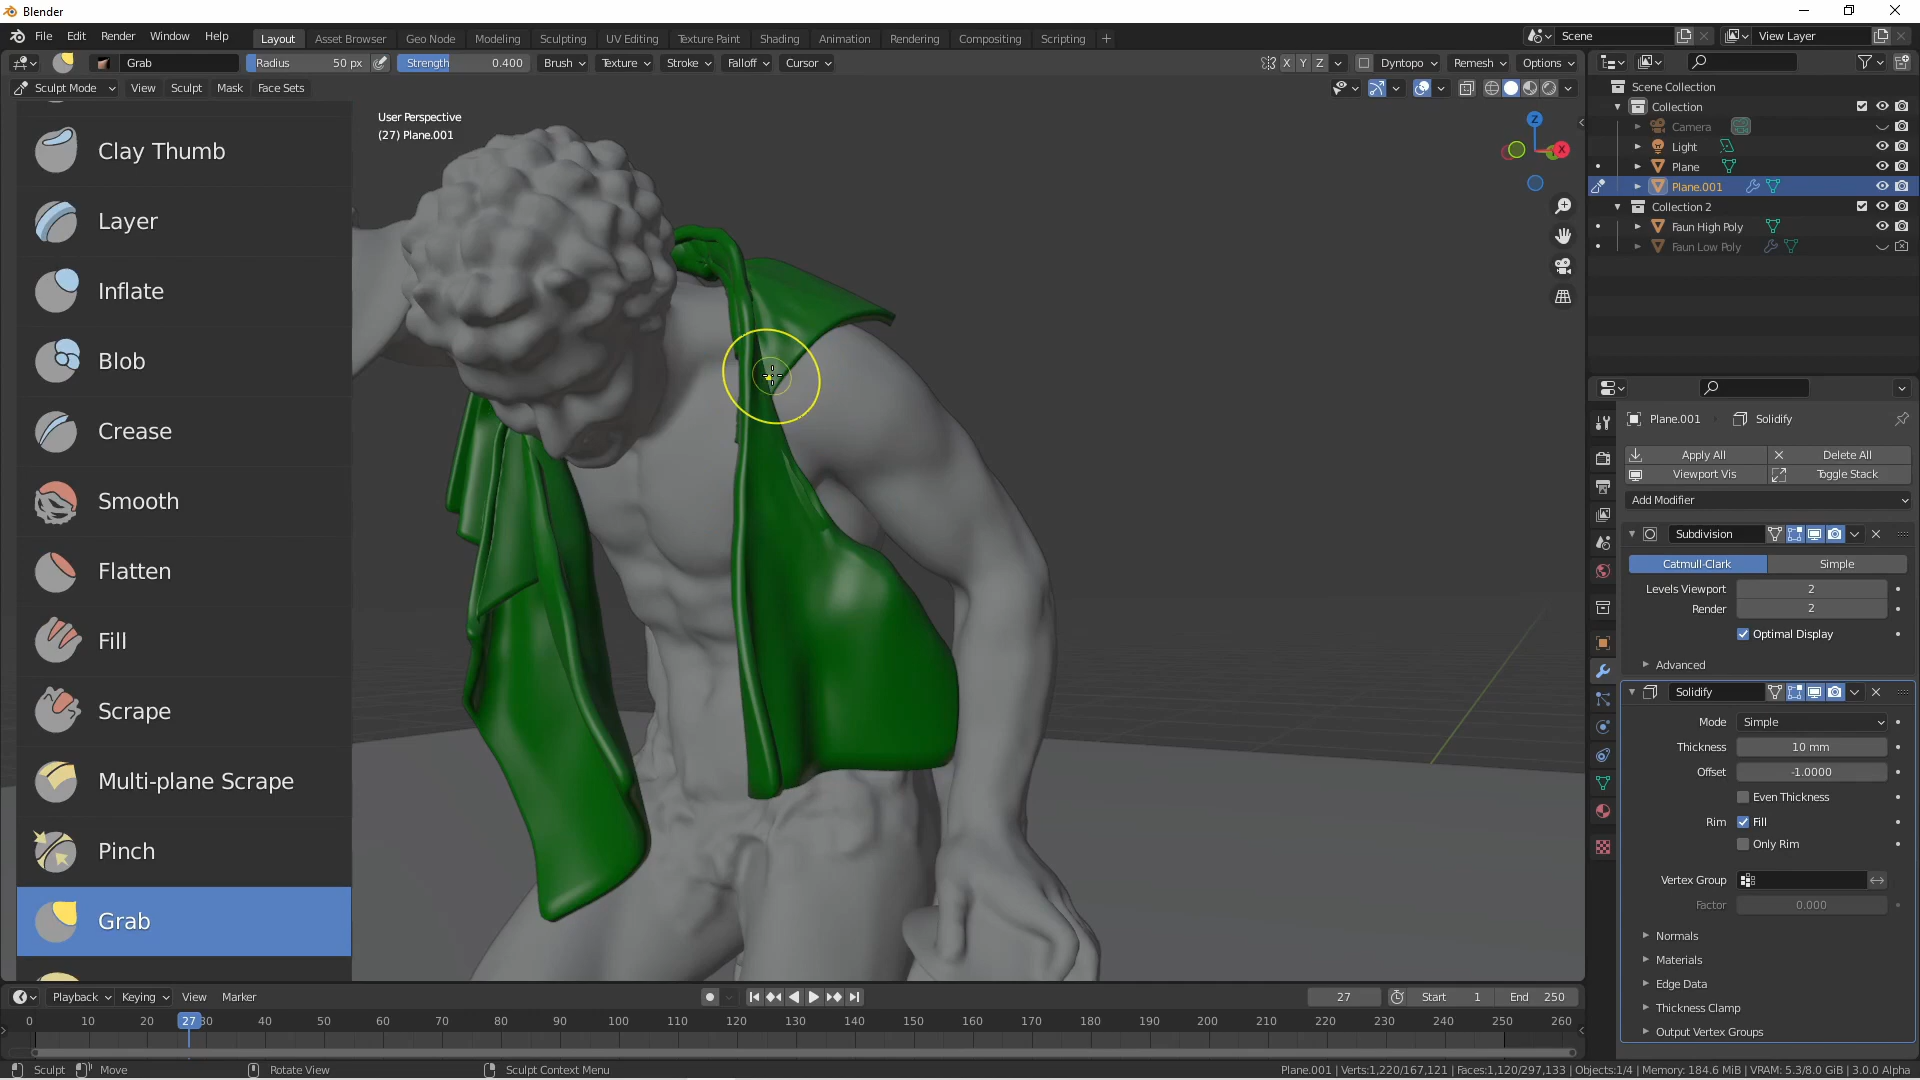 Blender
File Edit Render Window Help
Layout Asset Browser Geo Node Modeling Sculpting UV Editing Texture Paint Shading Animation Rendering Compositing Scripting +
Scene
View Layer
Grab
Radius 50 px
Strength 0.400
Brush Texture Stroke Falloff Cursor
X Y Z
Dyntopo Remesh Options
Sculpt Mode View Sculpt Mask Face Sets
User Perspective
(27) Plane.001
Z
X
Clay Thumb
Layer
Inflate
Blob
Crease
Smooth
Flatten
Fill
Scrape
Multi-plane Scrape
Pinch
Grab
Scene Collection
Collection
Camera
Light
Plane
Plane.001
Collection 2
Faun High Poly
Faun Low Poly
Plane.001 Solidify
Apply All Delete All
Viewport Vis Toggle Stack
Add Modifier
Subdivision
Catmull-Clark Simple
Levels Viewport 2
Render 2
Optimal Display
Advanced
Solidify
Mode Simple
Thickness 10 mm
Offset -1.0000
Even Thickness
Rim Fill
Only Rim
Vertex Group
Factor 0.000
Normals
Materials
Edge Data
Thickness Clamp
Output Vertex Groups
Playback Keying View Marker
27
Start 1
End 250
0 10 20 27 30 40 50 60 70 80 90 100 110 120 130 140 150 160 170 180 190 200 210 220 230 240 250 260
Sculpt Move Rotate View Sculpt Context Menu
Plane.001 | Verts:1,220/167,121 | Faces:1,120/297,133 | Objects:1/4 | Memory: 184.6 MiB | VRAM: 5.3/8.0 GiB | 3.0.0 Alpha